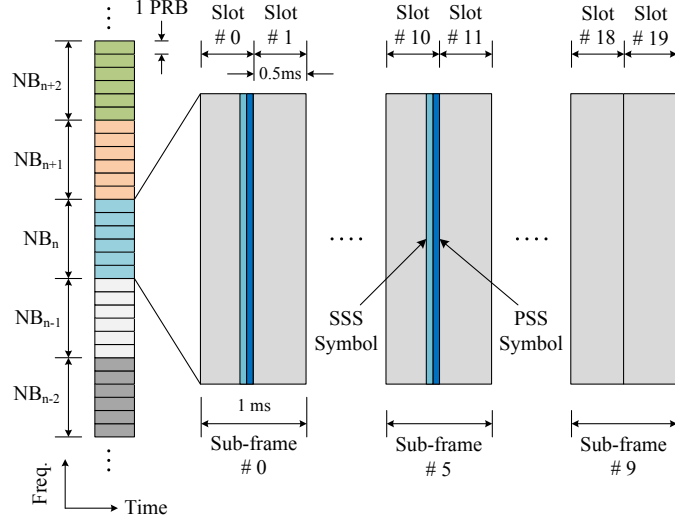 1 PRB
Slot
# 0
Slot
# 1
Slot
# 10
Slot
# 11
Slot
# 18
Slot
# 19
0.5ms
NBn+2
NBn+1
NBn
NBn-1
NBn-2
SSS
Symbol
PSS
Symbol
1 ms
Sub-frame
# 0
Sub-frame
# 5
Sub-frame
# 9
Freq.
Time